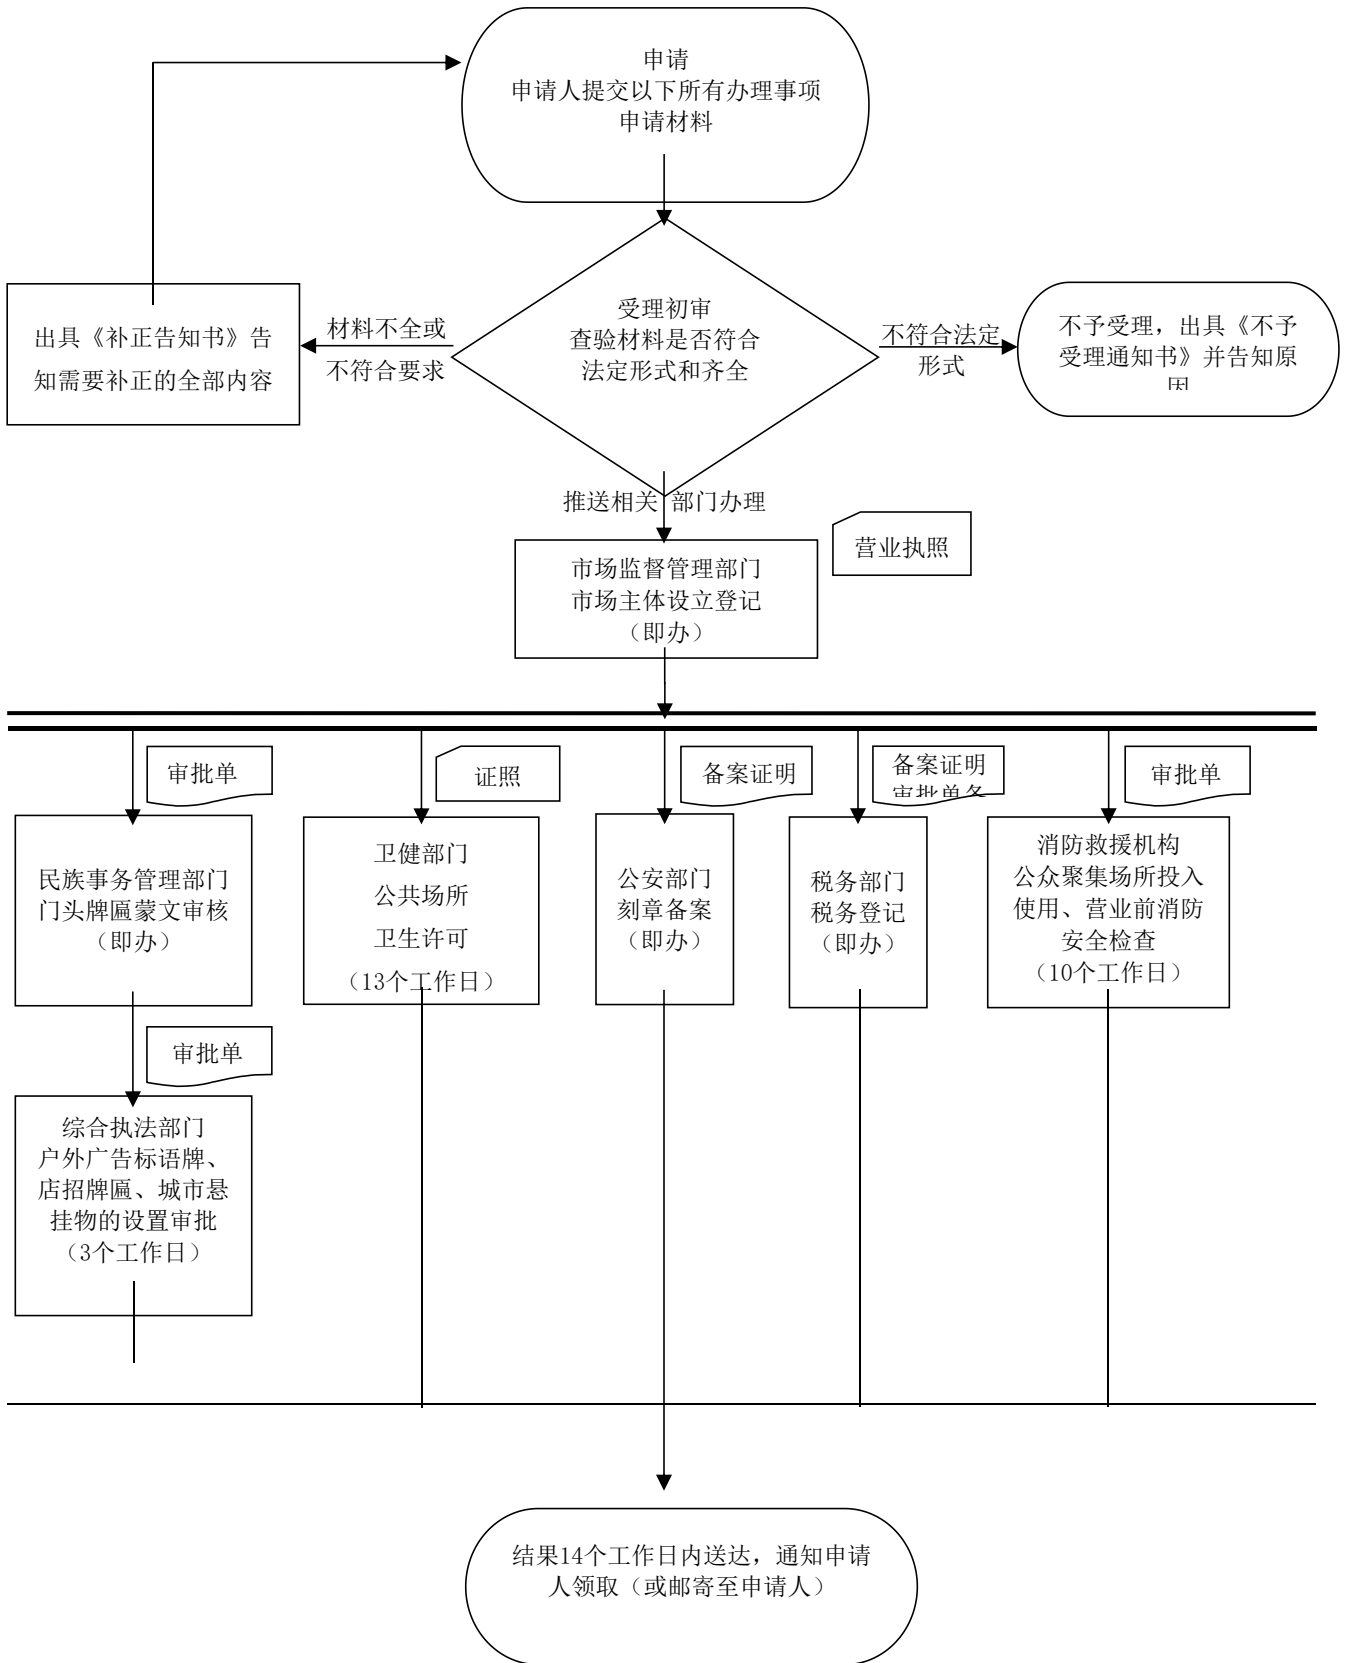 申请
申请人提交以下所有办理事项
申请材料
受理初审
查验材料是否符合
法定形式和齐全
材料不全或
不符合要求
出具《补正告知书》告
知需要补正的全部内容
不符合法定
形式
不予受理，出具《不予
受理通知书》并告知原
因
推送相关 部门办理
营业执照
市场监督管理部门
市场主体设立登记
（即办）
审批单
证照
备案证明
备案证明
审批单备
审批单
民族事务管理部门
门头牌匾蒙文审核
（即办）
卫健部门
公共场所
卫生许可
（13个工作日）
公安部门
刻章备案
（即办）
税务部门
税务登记
（即办）
消防救援机构
公众聚集场所投入
使用、营业前消防
安全检查
（10个工作日）
审批单
综合执法部门
户外广告标语牌、
店招牌匾、城市悬
挂物的设置审批
（3个工作日）
结果14个工作日内送达，通知申请
人领取（或邮寄至申请人）